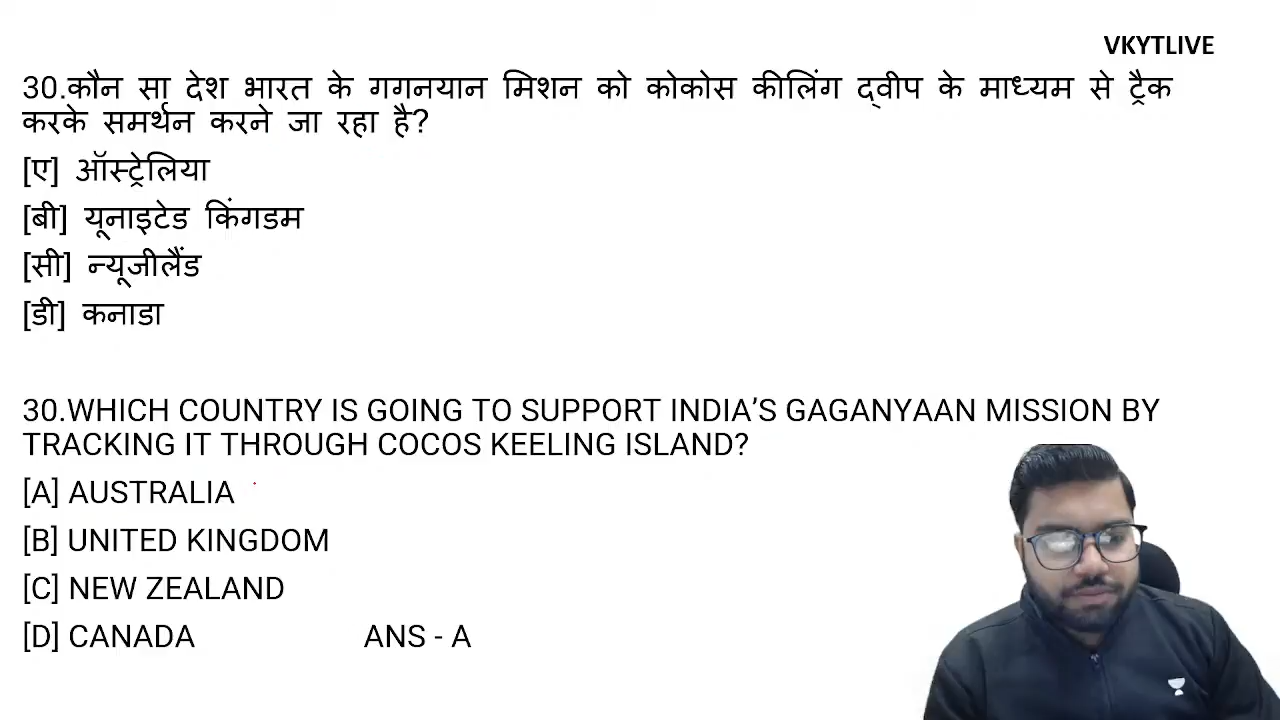 VKYTLIVE
30.कौन सा देश भारत के गगनयान मिशन को कोकोस कीलिंग द्वीप के माध्यम से ट्रैक
करके समर्थन करने जा रहा है?
[ए] ऑस्ट्रेलिया
[बी] यूनाइटेड किंगडम
[सी] न्यूजीलैंड
[डी] कनाडा
30.WHICH COUNTRY IS GOING TO SUPPORT INDIA’S GAGANYAAN MISSION BY
TRACKING IT THROUGH COCOS KEELING ISLAND?
[A] AUSTRALIA
[B] UNITED KINGDOM
[C] NEW ZEALAND
[D] CANADA ANS - A